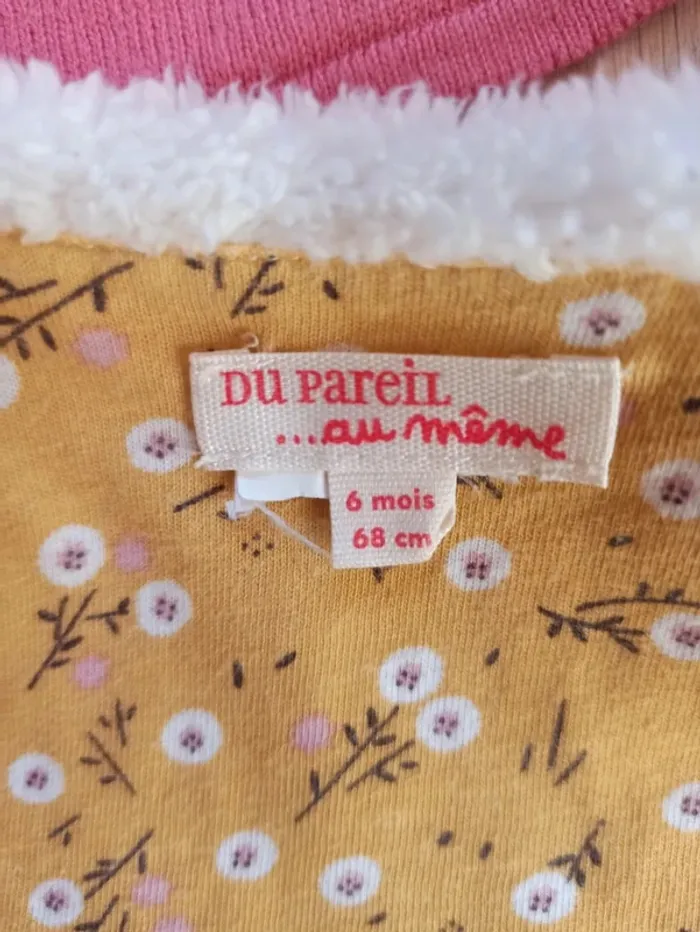 DU PAREIL
...au même
6 mois
68 cm